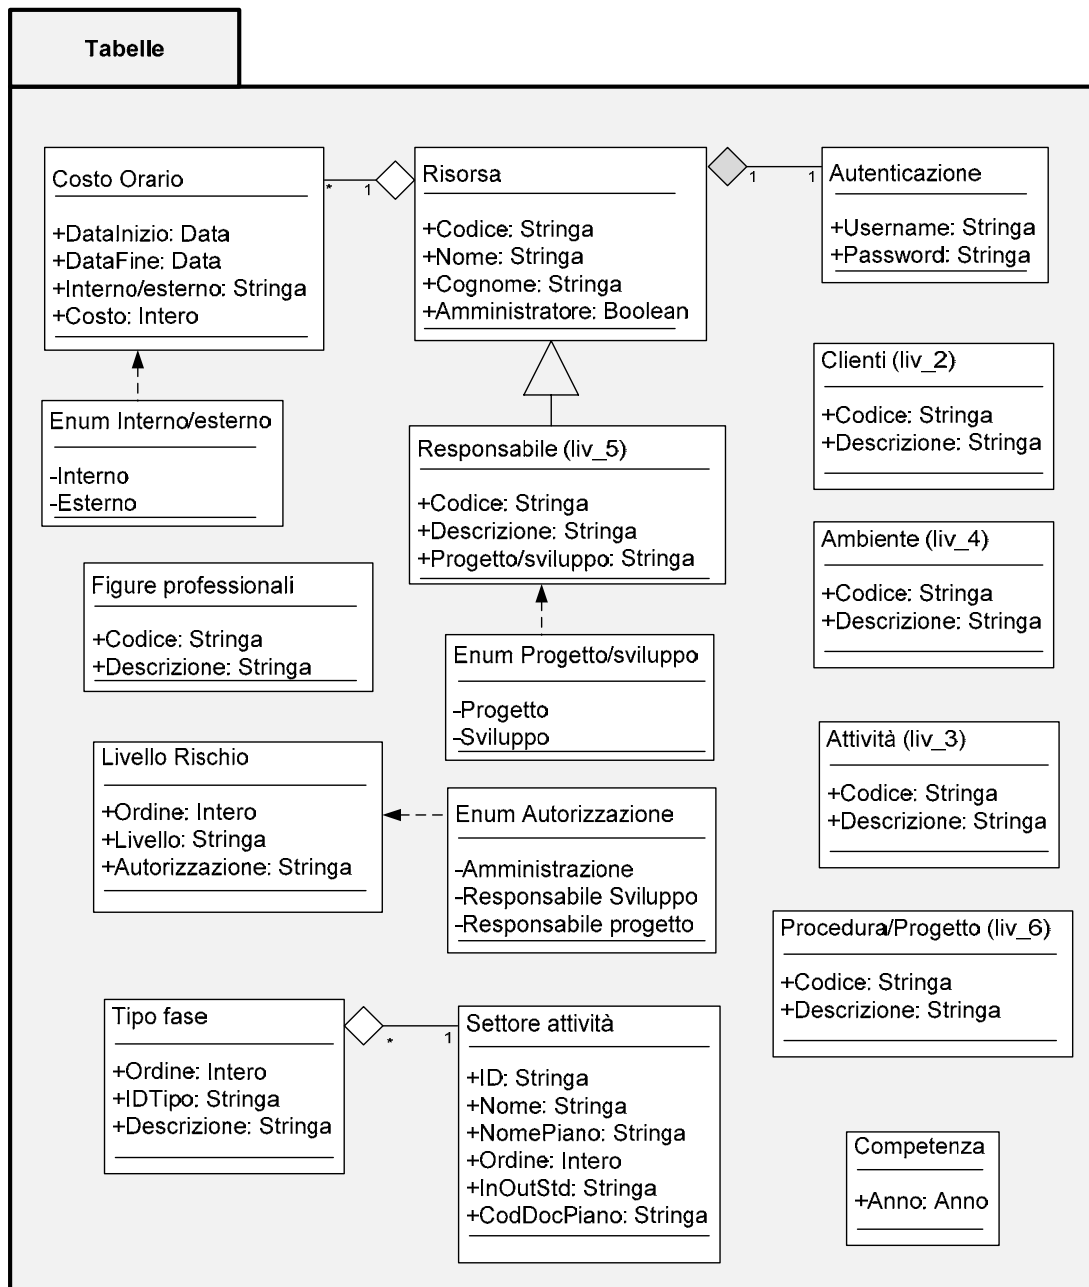 Tabelle
Costo Orario
+DataInizio: Data
+DataFine: Data
+Interno/esterno: Stringa
+Costo: Intero
*
1
Risorsa
+Codice: Stringa
+Nome: Stringa
+Cognome: Stringa
+Amministratore: Boolean
1
1
Autenticazione
+Username: Stringa
+Password: Stringa
Enum Interno/esterno
-Interno
-Esterno
Responsabile (liv_5)
+Codice: Stringa
+Descrizione: Stringa
+Progetto/sviluppo: Stringa
Clienti (liv_2)
+Codice: Stringa
+Descrizione: Stringa
Ambiente (liv_4)
+Codice: Stringa
+Descrizione: Stringa
Figure professionali
+Codice: Stringa
+Descrizione: Stringa
Enum Progetto/sviluppo
-Progetto
-Sviluppo
Attività (liv_3)
+Codice: Stringa
+Descrizione: Stringa
Livello Rischio
+Ordine: Intero
+Livello: Stringa
+Autorizzazione: Stringa
Enum Autorizzazione
-Amministrazione
-Responsabile Sviluppo
-Responsabile progetto
Procedura/Progetto (liv_6)
+Codice: Stringa
+Descrizione: Stringa
Tipo fase
+Ordine: Intero
+IDTipo: Stringa
+Descrizione: Stringa
*
1
Settore attività
+ID: Stringa
+Nome: Stringa
+NomePiano: Stringa
+Ordine: Intero
+InOutStd: Stringa
+CodDocPiano: Stringa
Competenza
+Anno: Anno